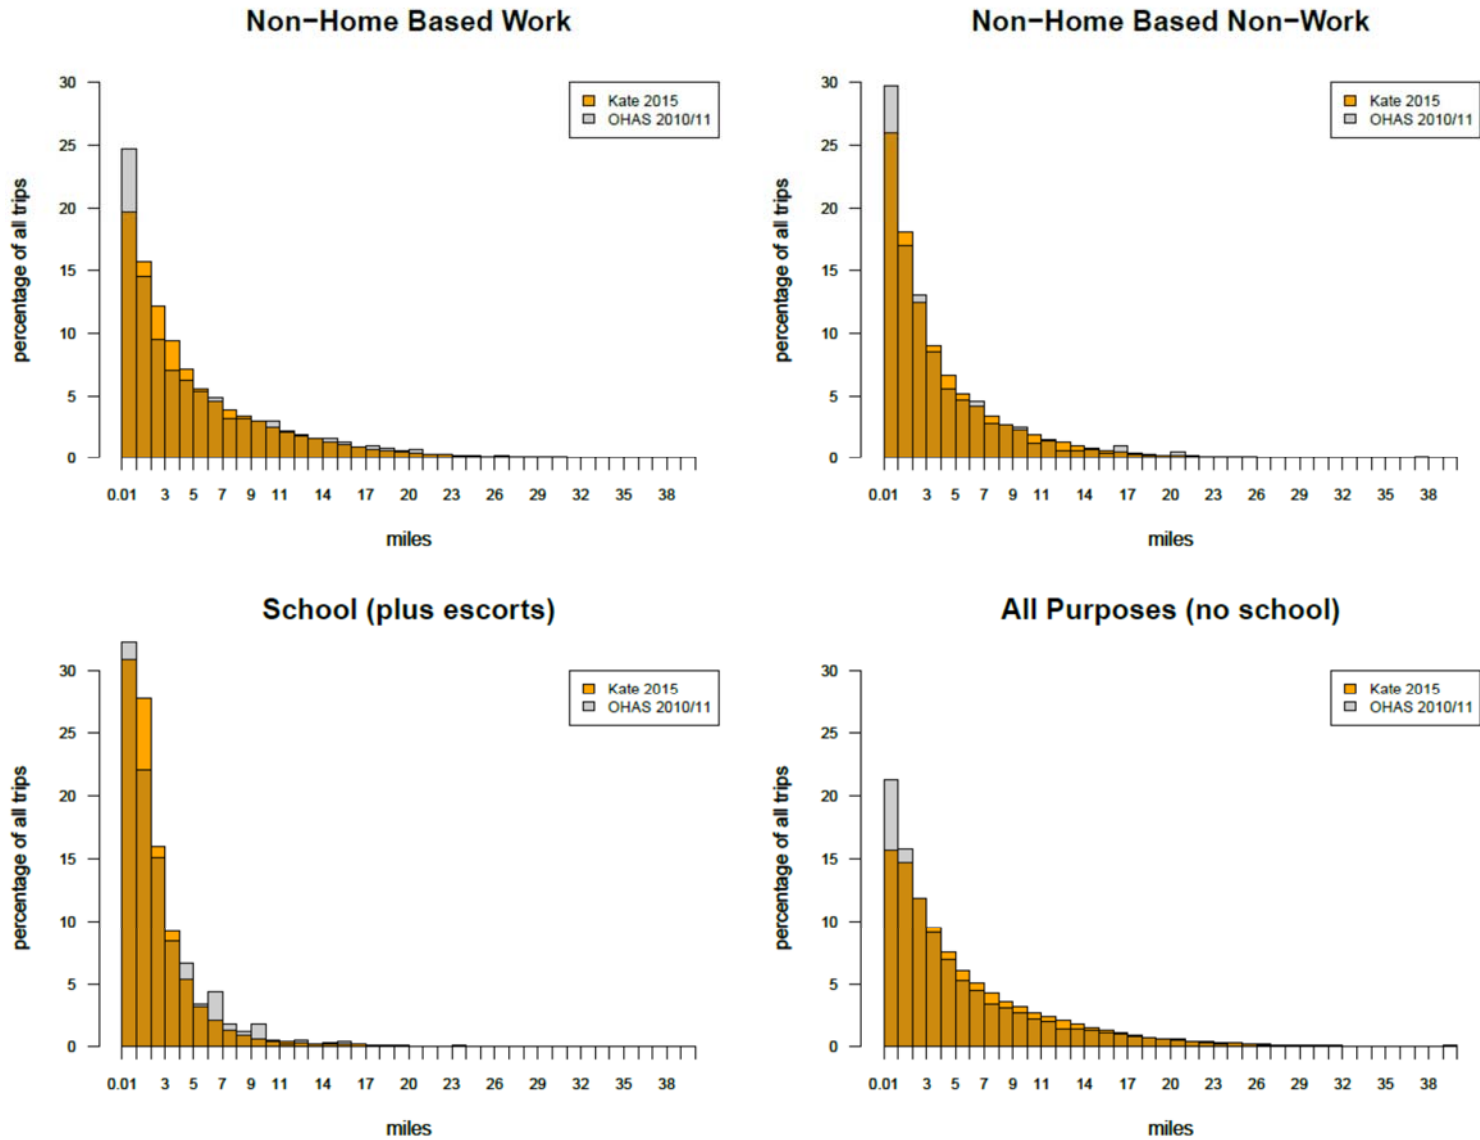 Non−Home Based Work
30
25
20
15
10
5
0
percentage of all trips
Kate 2015
OHAS 2010/11
0.01 3 5 7 9 11 14 17 20 23 26 29 32 35 38
miles
Non−Home Based Non−Work
30
25
20
15
10
5
0
percentage of all trips
Kate 2015
OHAS 2010/11
0.01 3 5 7 9 11 14 17 20 23 26 29 32 35 38
miles
School (plus escorts)
30
25
20
15
10
5
0
percentage of all trips
Kate 2015
OHAS 2010/11
0.01 3 5 7 9 11 14 17 20 23 26 29 32 35 38
miles
All Purposes (no school)
30
25
20
15
10
5
0
percentage of all trips
Kate 2015
OHAS 2010/11
0.01 3 5 7 9 11 14 17 20 23 26 29 32 35 38
miles